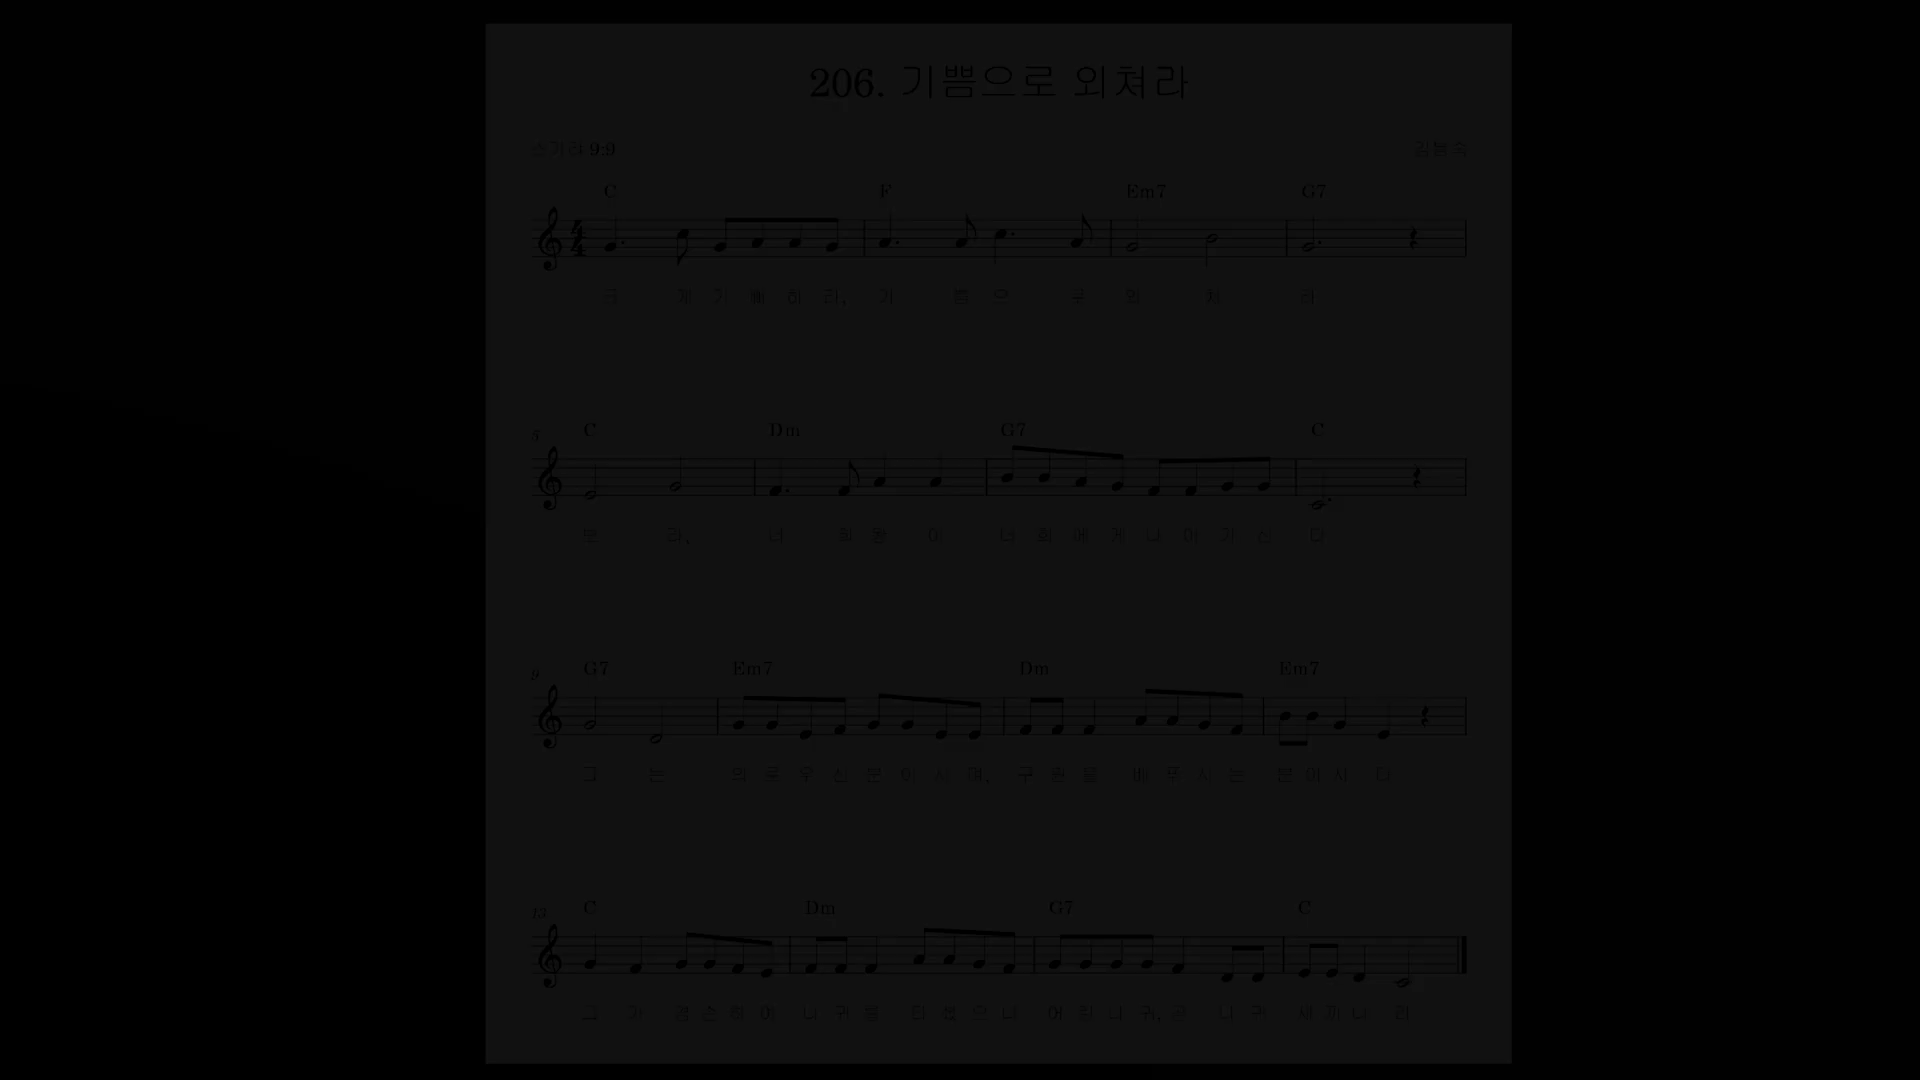 206. 기쁨으로 외쳐라
스가랴 9:9
C F Em7 G7
크 게 기 뻐 하 라, 기 쁨 으 로 외 쳐 라
5 C Dm G7 C
보 라, 너 희 왕 이 너 희 에 게 나 아 가 신 다
9 G7 Em7 Dm Em7
그 는 의 로 우 신 분 이 시 며, 구 원 을 베 푸 시 는 분 이 시 다
13 C Dm G7 C
그 가 겸 손 하 여 나 귀 를 타 셨 으 니 어 린 나 귀, 곧 나 귀 새 끼 니 라